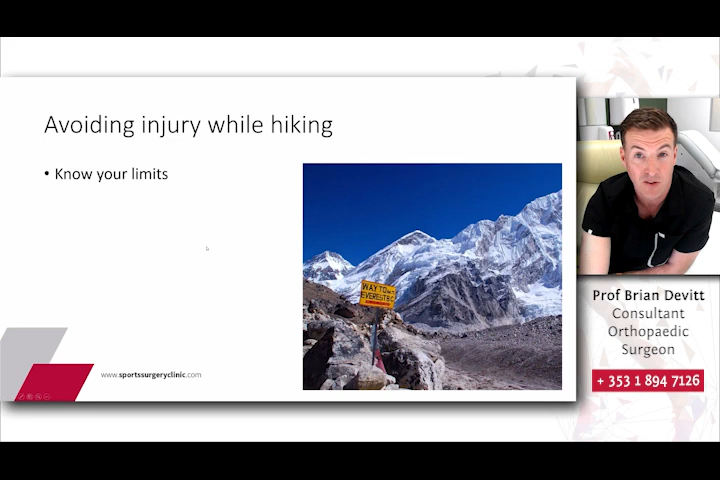 Avoiding injury while hiking
• Know your limits
WAY TO
EVEREST B.C
www.sportssurgeryclinic.com
Prof Brian Devitt
Consultant
Orthopaedic
Surgeon
+ 353 1 894 7126